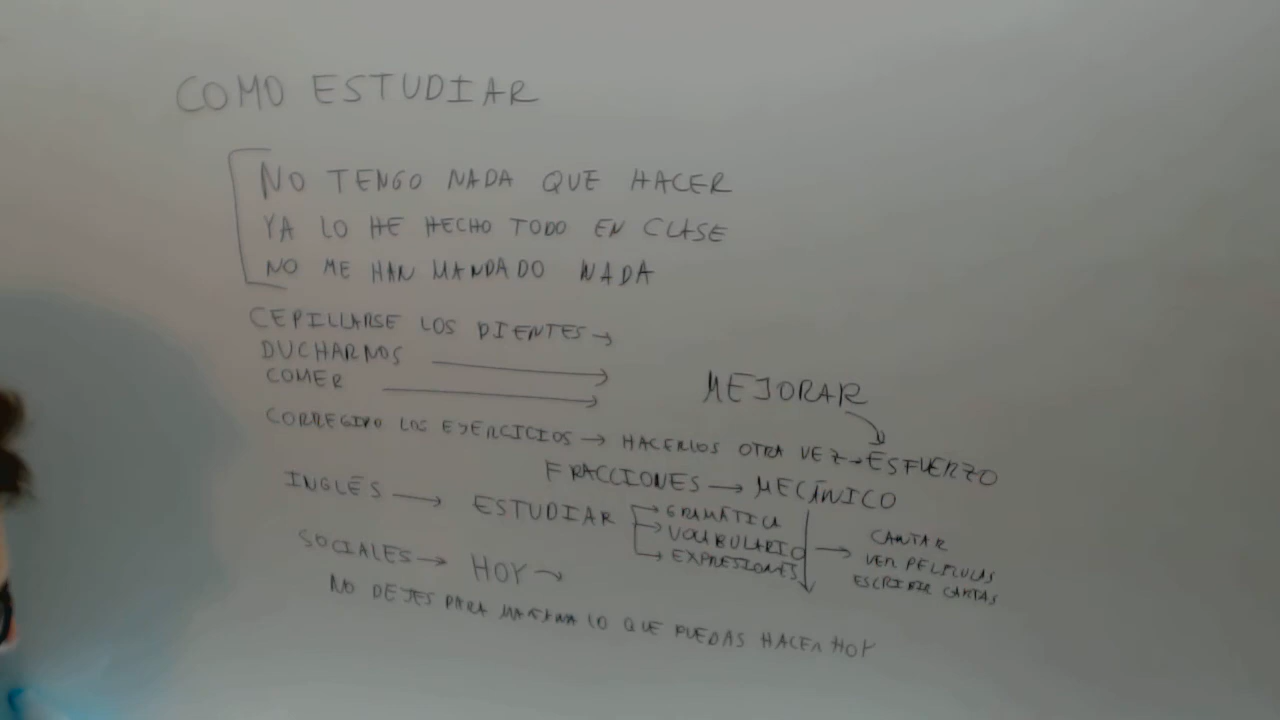 COMO ESTUDIAR
NO TENGO NADA QUE HACER
YA LO HE HECHO TODO EN CLASE
NO ME HAN MANDADO NADA
CEPILLARSE LOS DIENTES →
DUCHARNOS →
COMER →
MEJORAR
CORREGIDO LOS EJERCICIOS → HACERLOS OTRA VEZ → ESFUERZO
FRACCIONES → MECÁNICO
INGLÉS → ESTUDIAR
→ GRAMÁTICA
→ VOCABULARIO
→ EXPRESIONES
→ CANTAR
VER PELÍCULAS
ESCRIBIR CARTAS
SOCIALES → HOY →
NO DEJES PARA MAÑANA LO QUE PUEDAS HACER HOY